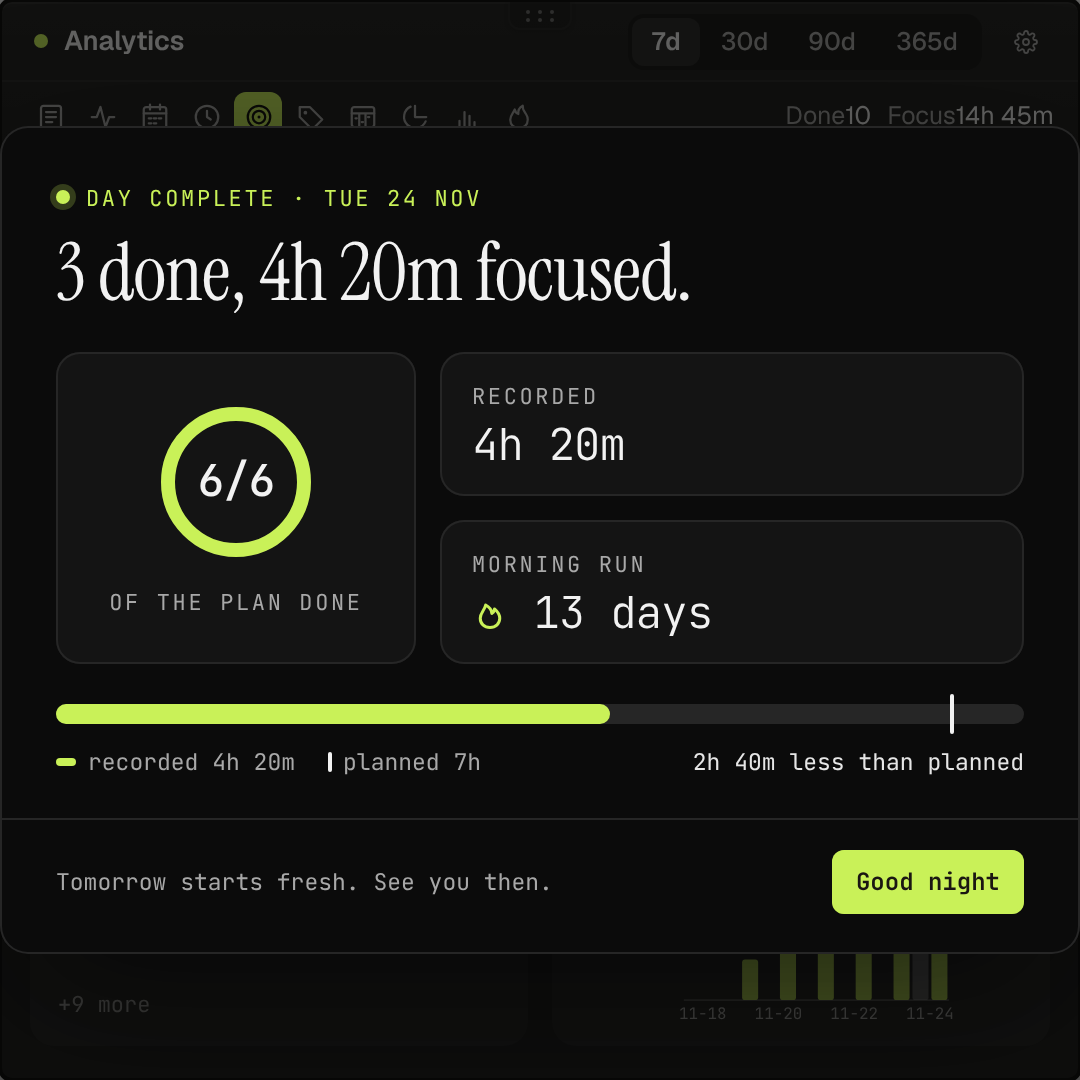 Analytics
7d 30d 90d 365d
Done10 Focus14h 45m
DAY COMPLETE · TUE 24 NOV
3 done, 4h 20m focused.
6/6
OF THE PLAN DONE
RECORDED
4h 20m
MORNING RUN
13 days
recorded 4h 20m planned 7h 2h 40m less than planned
Tomorrow starts fresh. See you then.
Good night
+9 more
11-18 11-20 11-22 11-24